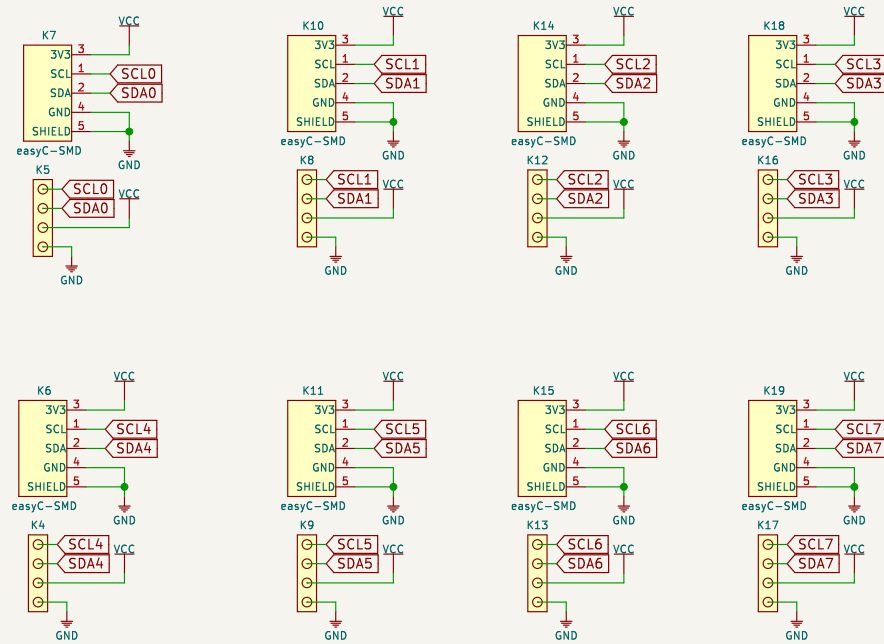 K7
VCC
3V3 3
SCL 1 SCL0
SDA 2 SDA0
GND 4
SHIELD 5
easyC-SMD
GND
K5
SCL0
VCC
SDA0
GND
K10
VCC
3V3 3
SCL 1 SCL1
SDA 2 SDA1
GND 4
SHIELD 5
easyC-SMD
GND
K8
SCL1
VCC
SDA1
GND
K14
VCC
3V3 3
SCL 1 SCL2
SDA 2 SDA2
GND 4
SHIELD 5
easyC-SMD
GND
K12
SCL2
VCC
SDA2
GND
K18
VCC
3V3 3
SCL 1 SCL3
SDA 2 SDA3
GND 4
SHIELD 5
easyC-SMD
GND
K16
SCL3
VCC
SDA3
GND
K6
VCC
3V3 3
SCL 1 SCL4
SDA 2 SDA4
GND 4
SHIELD 5
easyC-SMD
GND
K4
SCL4
VCC
SDA4
GND
K11
VCC
3V3 3
SCL 1 SCL5
SDA 2 SDA5
GND 4
SHIELD 5
easyC-SMD
GND
K9
SCL5
VCC
SDA5
GND
K15
VCC
3V3 3
SCL 1 SCL6
SDA 2 SDA6
GND 4
SHIELD 5
easyC-SMD
GND
K13
SCL6
VCC
SDA6
GND
K19
VCC
3V3 3
SCL 1 SCL7
SDA 2 SDA7
GND 4
SHIELD 5
easyC-SMD
GND
K17
SCL7
VCC
SDA7
GND